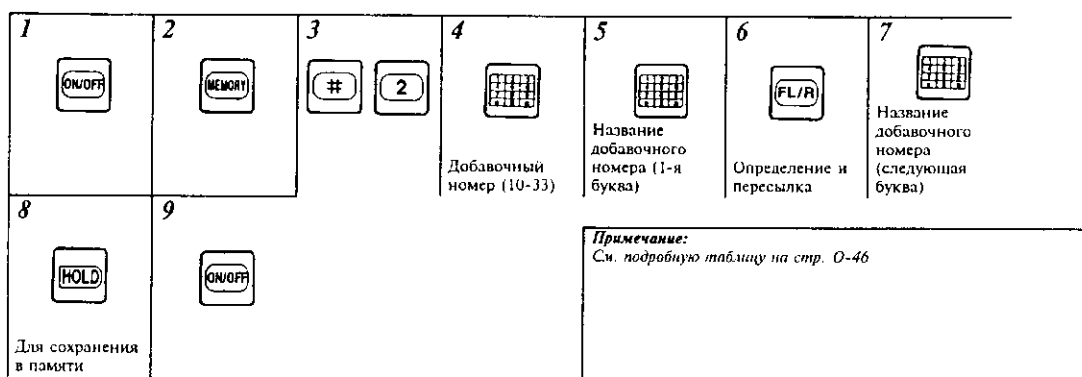 1
ON/OFF
2
MEMORY
3
#
2
4
Добавочный
номер (10-33)
5
Название
добавочного
номера (1-я
буква)
6
FL/R
Определение и
пересылка
7
Название
добавочного
номера
(следующая
буква)
8
HOLD
Для сохранения
в памяти
9
ON/OFF
Примечание:
См. подробную таблицу на стр. О-46